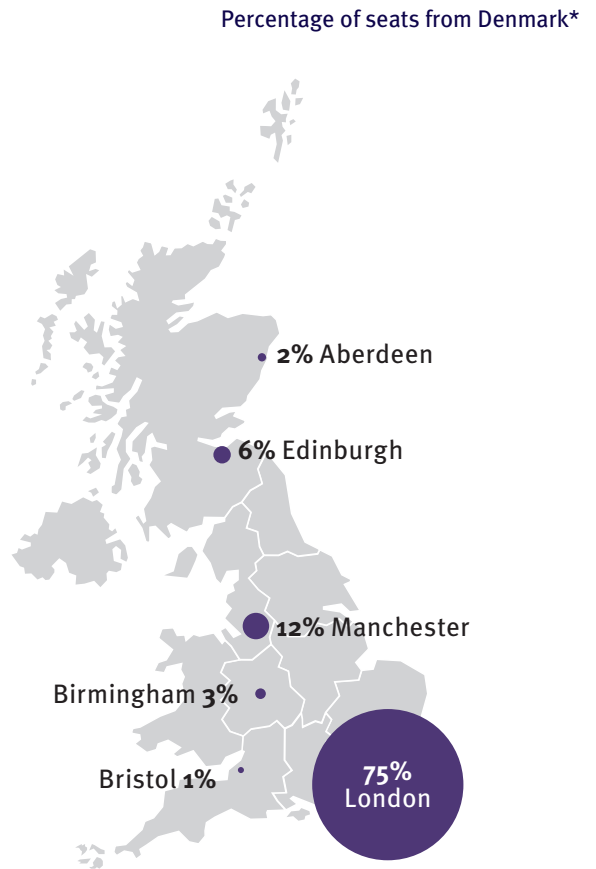 Percentage of seats from Denmark*
2% Aberdeen
6% Edinburgh
12% Manchester
Birmingham 3%
Bristol 1%
75%
London